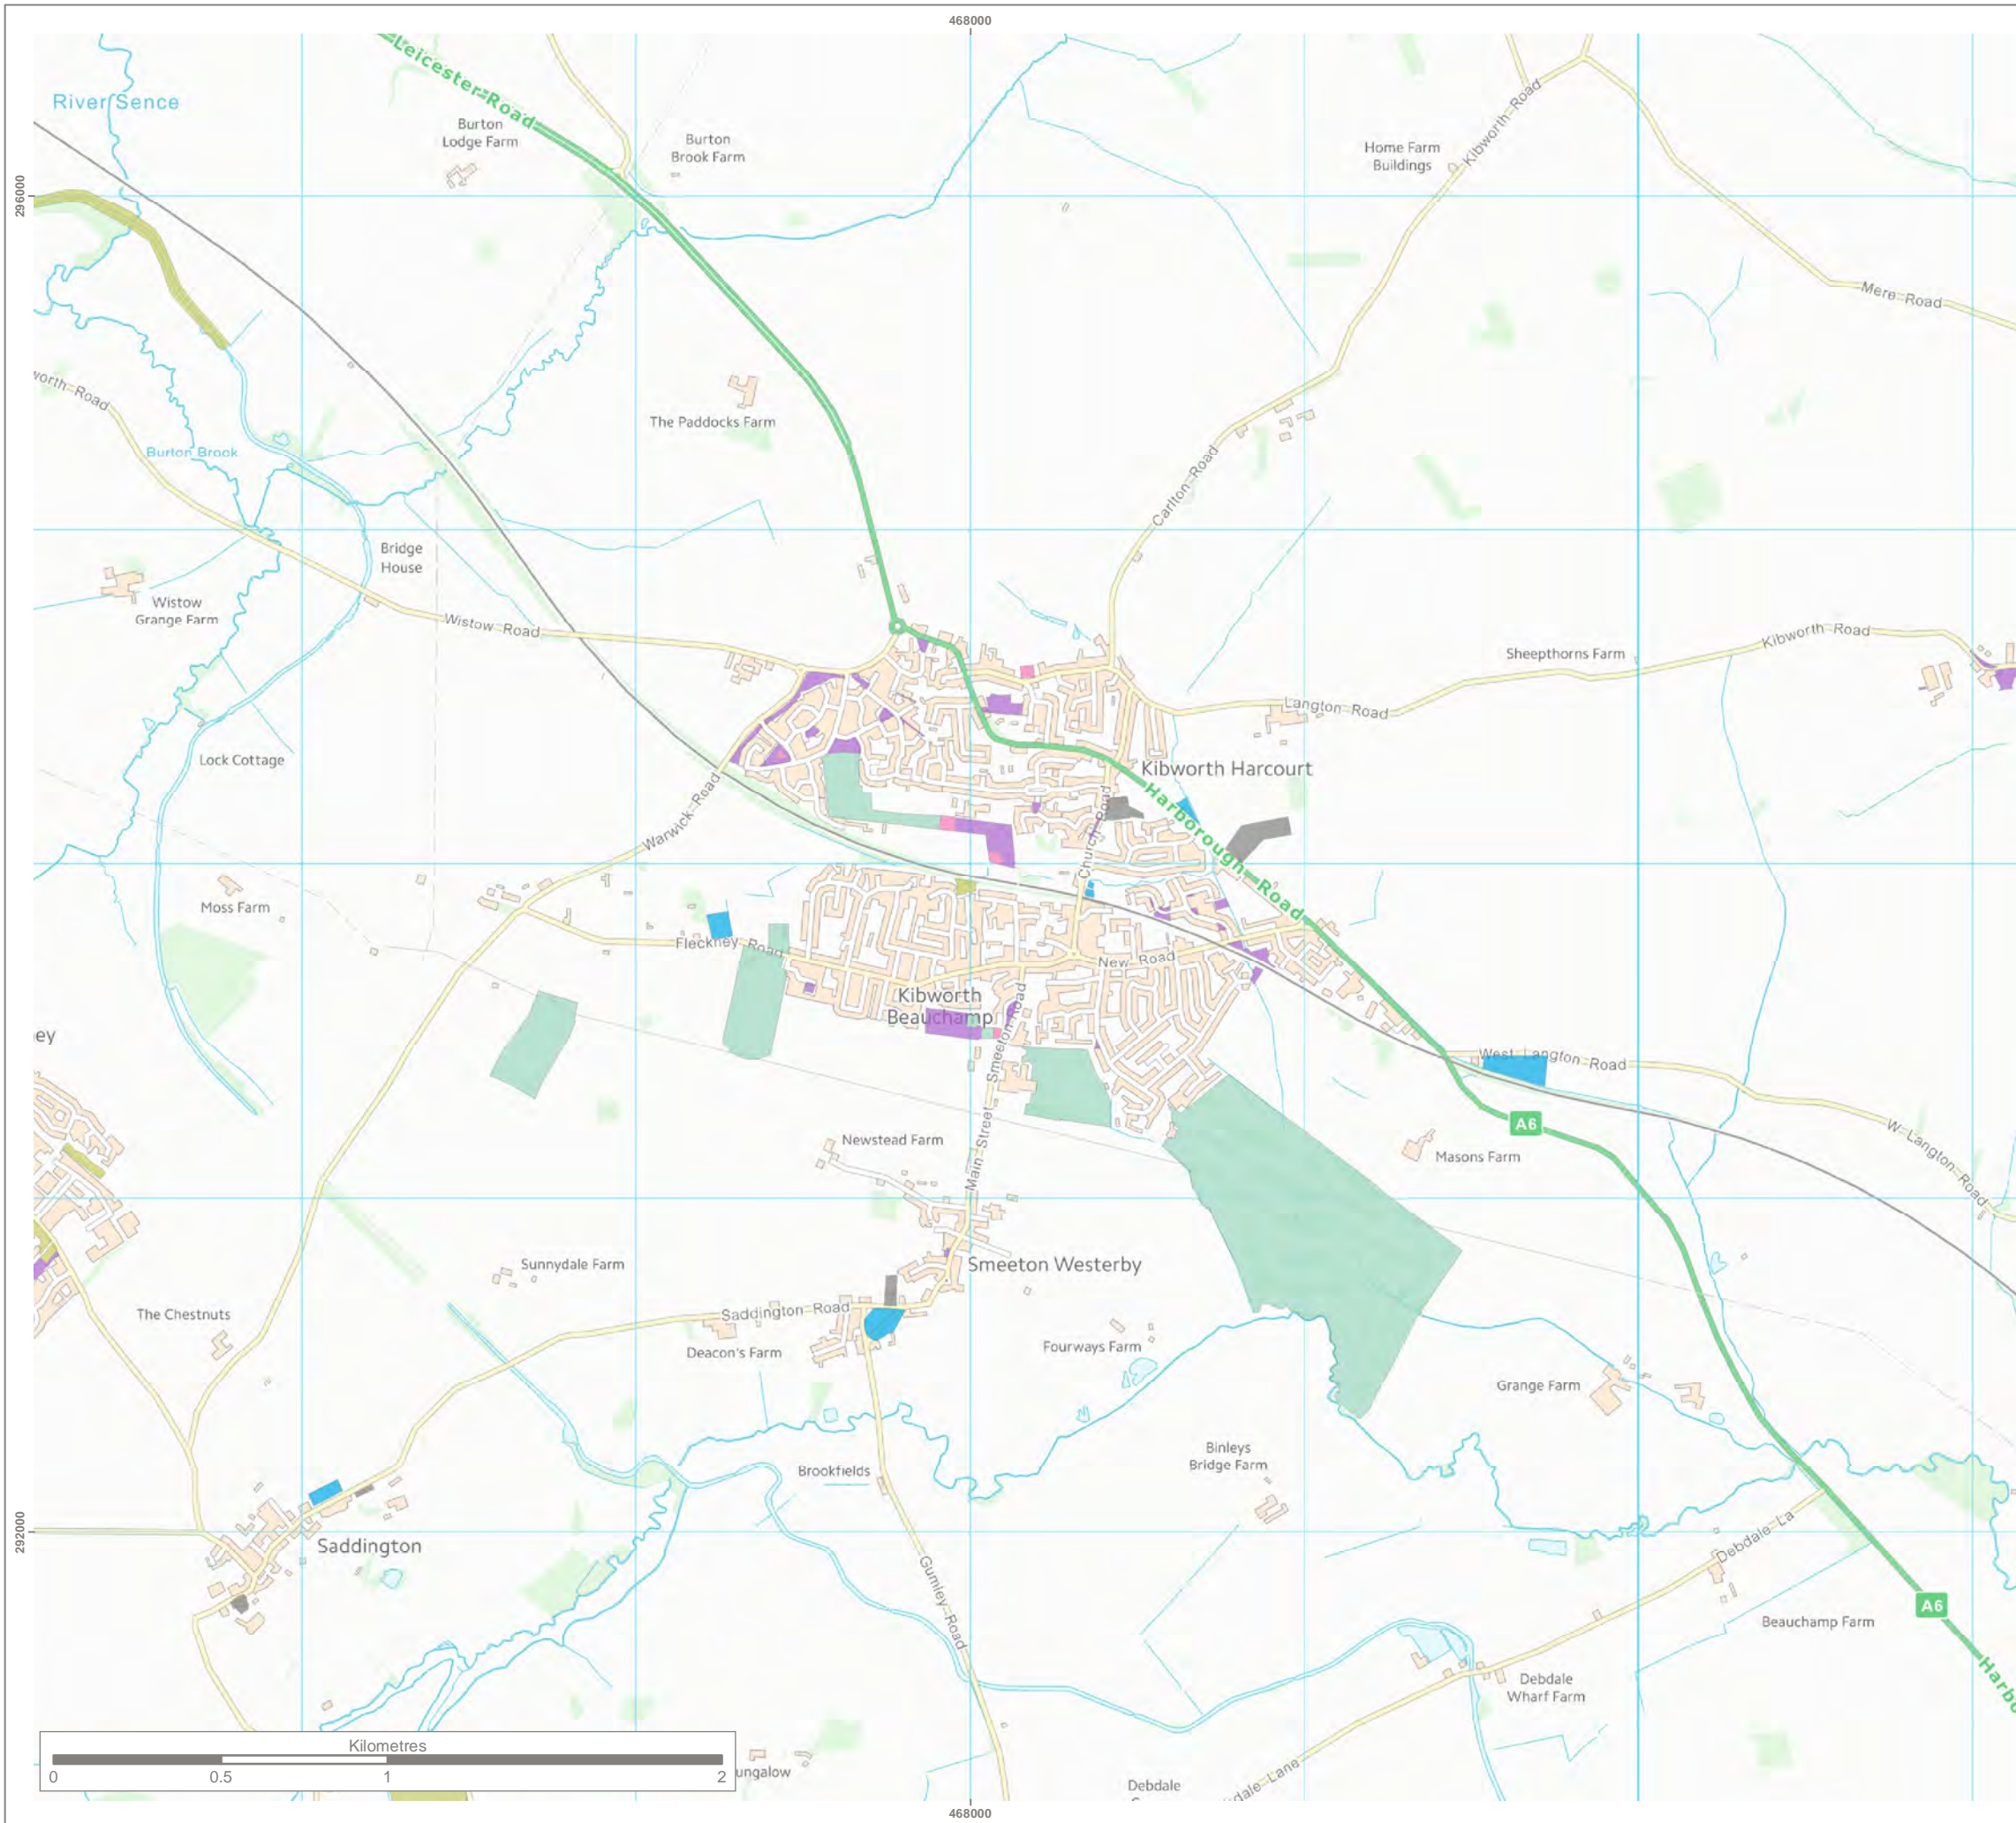 468000
Leicester Road
River Sence
Burton
Lodge Farm
Burton
Brook Farm
Home Farm
Buildings
Kibworth Road
296000
Mere Road
worth Road
The Paddocks Farm
Burton Brook
Carlton Road
Bridge
House
Wistow
Grange Farm
Wistow Road
Kibworth Road
Sheepthorns Farm
Langton Road
Lock Cottage
Kibworth Harcourt
Warwick Road
Church Road
Harborough Road
Moss Farm
Fleckney Road
New Road
Kibworth
Beauchamp
Smeeton Road
ey
West Langton Road
A6
W Langton Road
Newstead Farm
Main Street
Masons Farm
Sunnydale Farm
Smeeton Westerby
The Chestnuts
Saddington Road
Deacon's Farm
Fourways Farm
Grange Farm
Binleys
Bridge Farm
Brookfields
292000
Saddington
Debdale La
Gumley Road
A6
Beauchamp Farm
Debdale
Wharf Farm
Harbo
Kilometres
0 0.5 1 2
ungalow
Debdale
dale Lane
468000